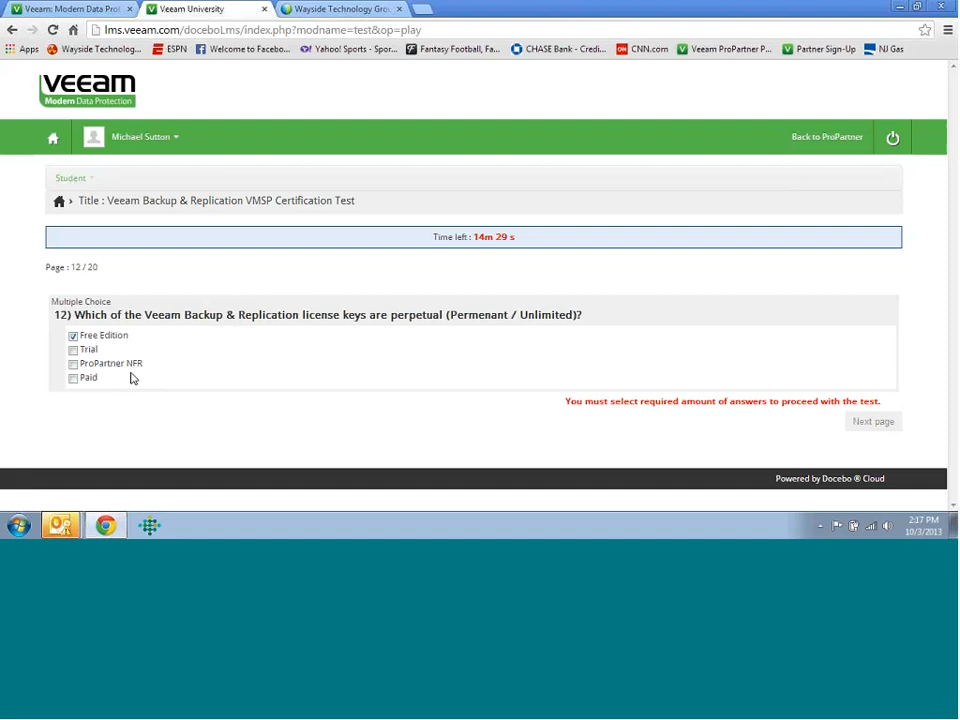 Veeam: Modern Data Prot
Veeam University
Wayside Technology Grou
lms.veeam.com/doceboLms/index.php?modname=test&op=play
Apps
Wayside Technolog...
ESPN
Welcome to Facebo...
Yahoo! Sports - Spor...
Fantasy Football, Fa...
CHASE Bank - Credi...
CNN.com
Veeam ProPartner P...
Partner Sign-Up
NJ Gas
veeam
Modern Data Protection
Michael Sutton
Back to ProPartner
Student
Title : Veeam Backup & Replication VMSP Certification Test
Time left : 14m 29 s
Page : 12 / 20
Multiple Choice
12) Which of the Veeam Backup & Replication license keys are perpetual (Permenant / Unlimited)?
Free Edition
Trial
ProPartner NFR
Paid
You must select required amount of answers to proceed with the test.
Next page
Powered by Docebo ® Cloud
2:17 PM
10/3/2013